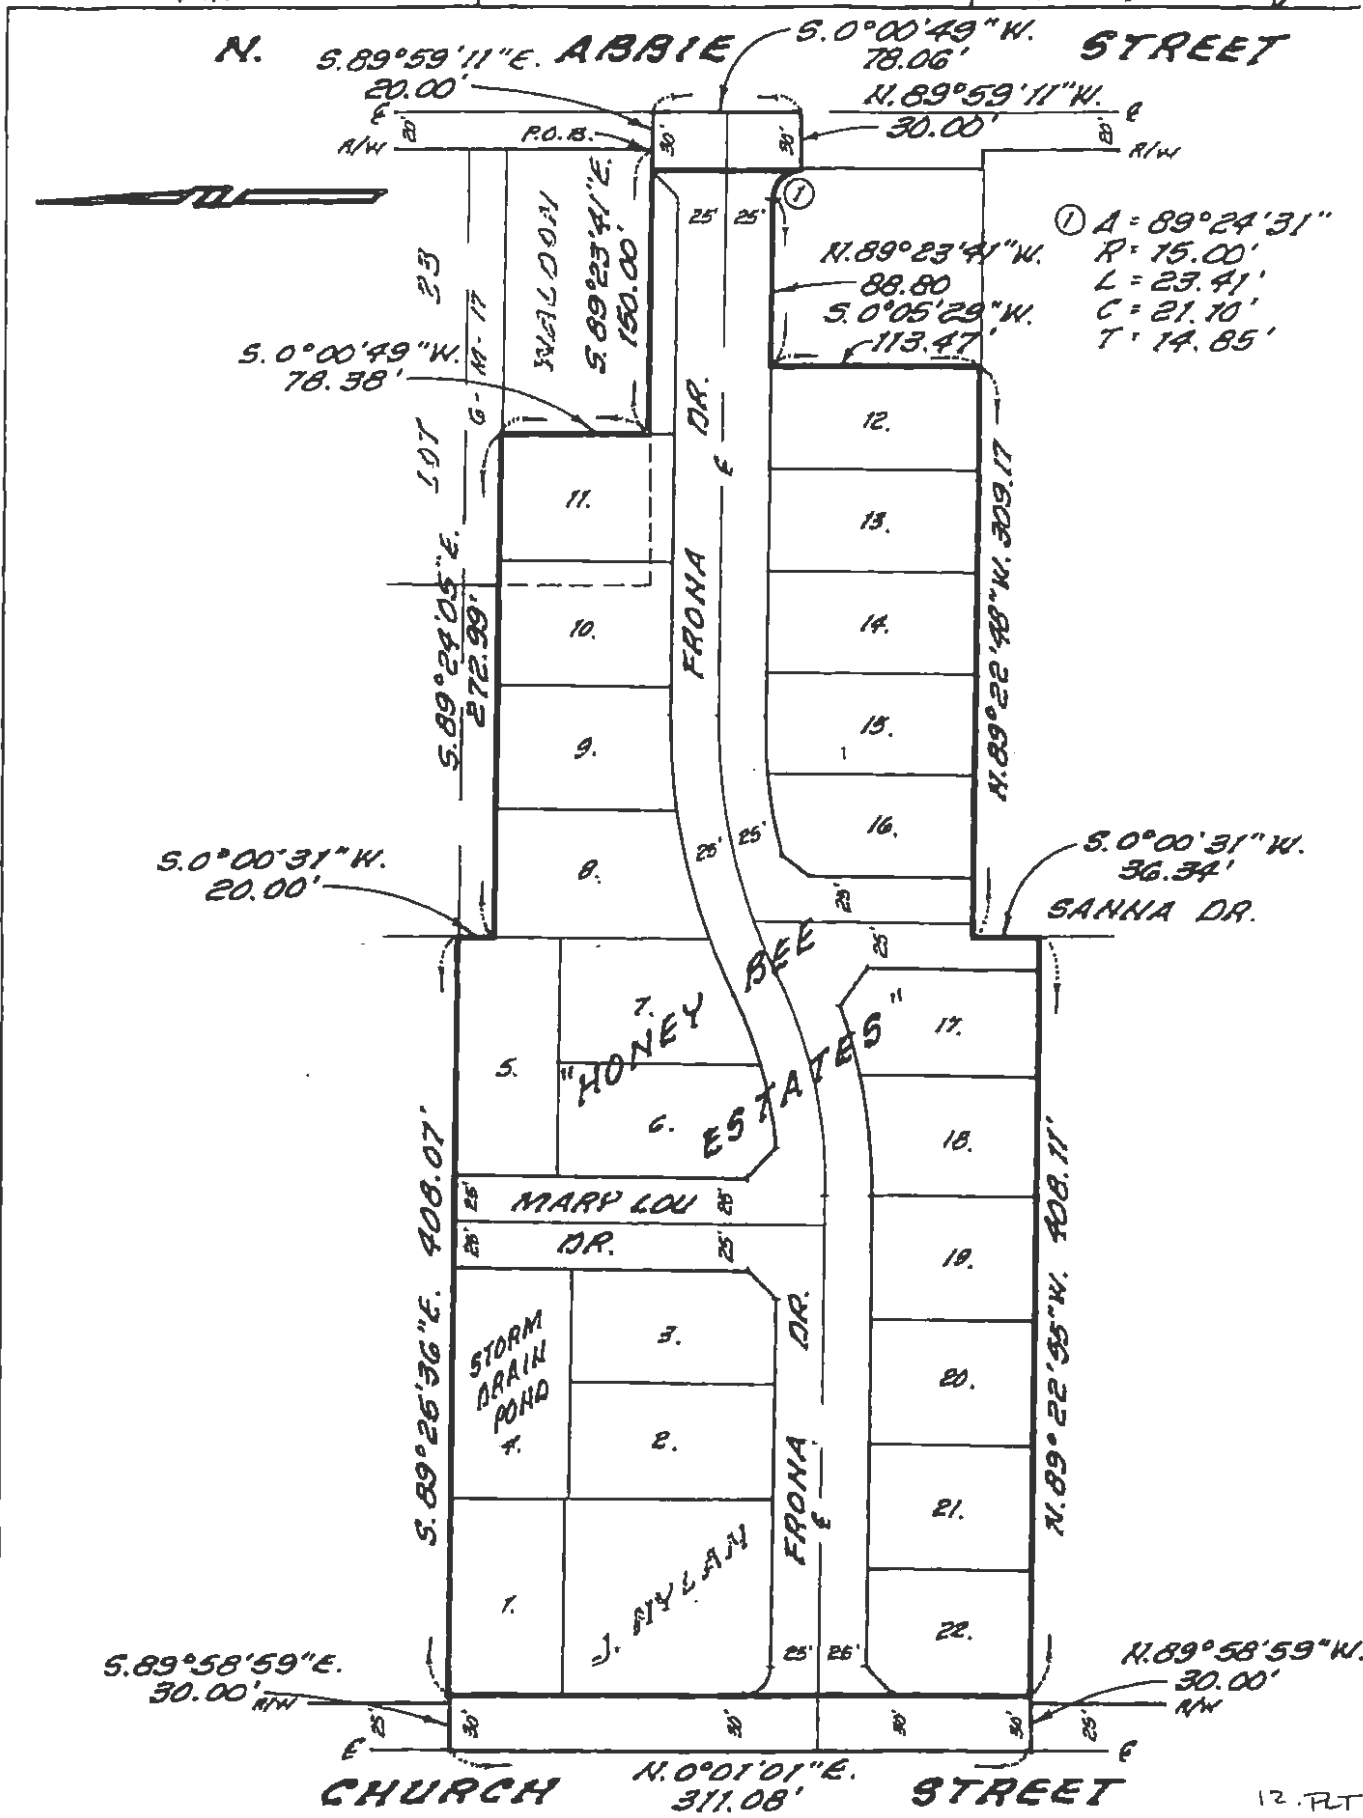 N. ABBIE STREET
S.89°59'11"E.
20.00'
S.0°00'49"W.
78.06'
N.89°59'11"W.
30.00'
℄
20'
R/W
P.O.B.
30'
30'
20'
℄
R/W
LOT 23
G-M-17
WALDON
S.89°23'41"E.
150.00'
25' 25'
①
① Δ = 89°24'31"
R = 15.00'
L = 23.41'
C = 21.10'
T = 14.85'
N.89°23'41"W.
88.80
S.0°05'29"W.
113.47'
S.0°00'49"W.
78.38'
FRONA DR.
℄
11.
12.
13.
14.
15.
16.
10.
9.
8.
S.89°24'05"E.
272.99'
N.89°22'48"W. 309.17
25' 25'
S.0°00'31"W.
20.00'
S.0°00'31"W.
36.34'
SANNA DR.
25'
25'
"HONEY BEE
ESTATES"
7.
5.
6.
17.
18.
19.
20.
21.
22.
S.89°26'36"E. 408.07'
N.89°22'55"W. 408.11'
25'
MARY LOU
25'
25'
DR.
25'
STORM
DRAIN
POND
4.
3.
2.
1.
J. PIYLAM
FRONA DR.
℄
25' 26'
S.89°58'59"E.
30.00'
R/W
N.89°58'59"W.
30.00'
R/W
25'
30'
30'
30'
30'
25'
℄
℄
N.0°01'01"E.
311.08'
CHURCH STREET
12.PLT